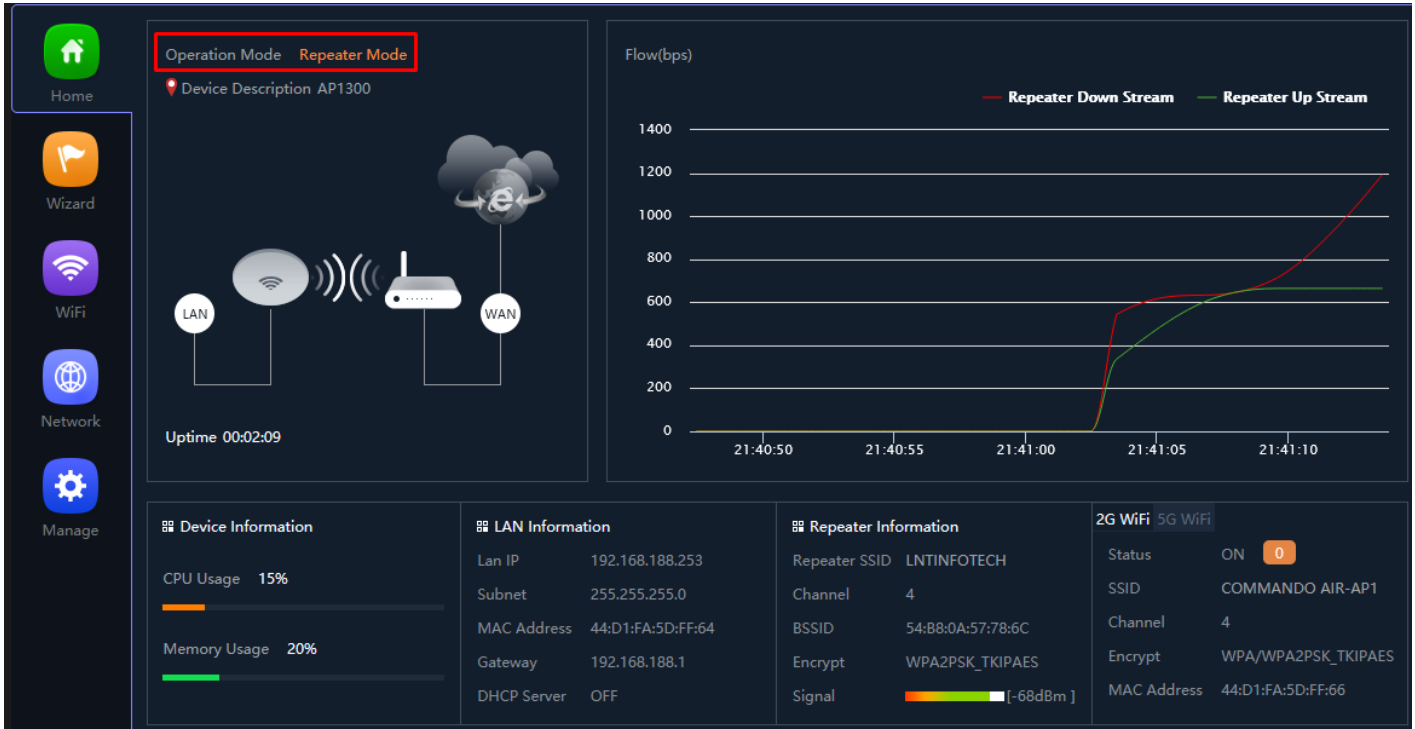 Home
Wizard
WiFi
Network
Manage
Operation Mode Repeater Mode
Device Description AP1300
LAN
WAN
Uptime 00:02:09
Flow(bps)
Repeater Down Stream
Repeater Up Stream
1400
1200
1000
800
600
400
200
0
21:40:50 21:40:55 21:41:00 21:41:05 21:41:10
Device Information
CPU Usage 15%
Memory Usage 20%
LAN Information
Lan IP 192.168.188.253
Subnet 255.255.255.0
MAC Address 44:D1:FA:5D:FF:64
Gateway 192.168.188.1
DHCP Server OFF
Repeater Information
Repeater SSID LNTINFOTECH
Channel 4
BSSID 54:B8:0A:57:78:6C
Encrypt WPA2PSK_TKIPAES
Signal [-68dBm ]
2G WiFi 5G WiFi
Status ON 0
SSID COMMANDO AIR-AP1
Channel 4
Encrypt WPA/WPA2PSK_TKIPAES
MAC Address 44:D1:FA:5D:FF:66